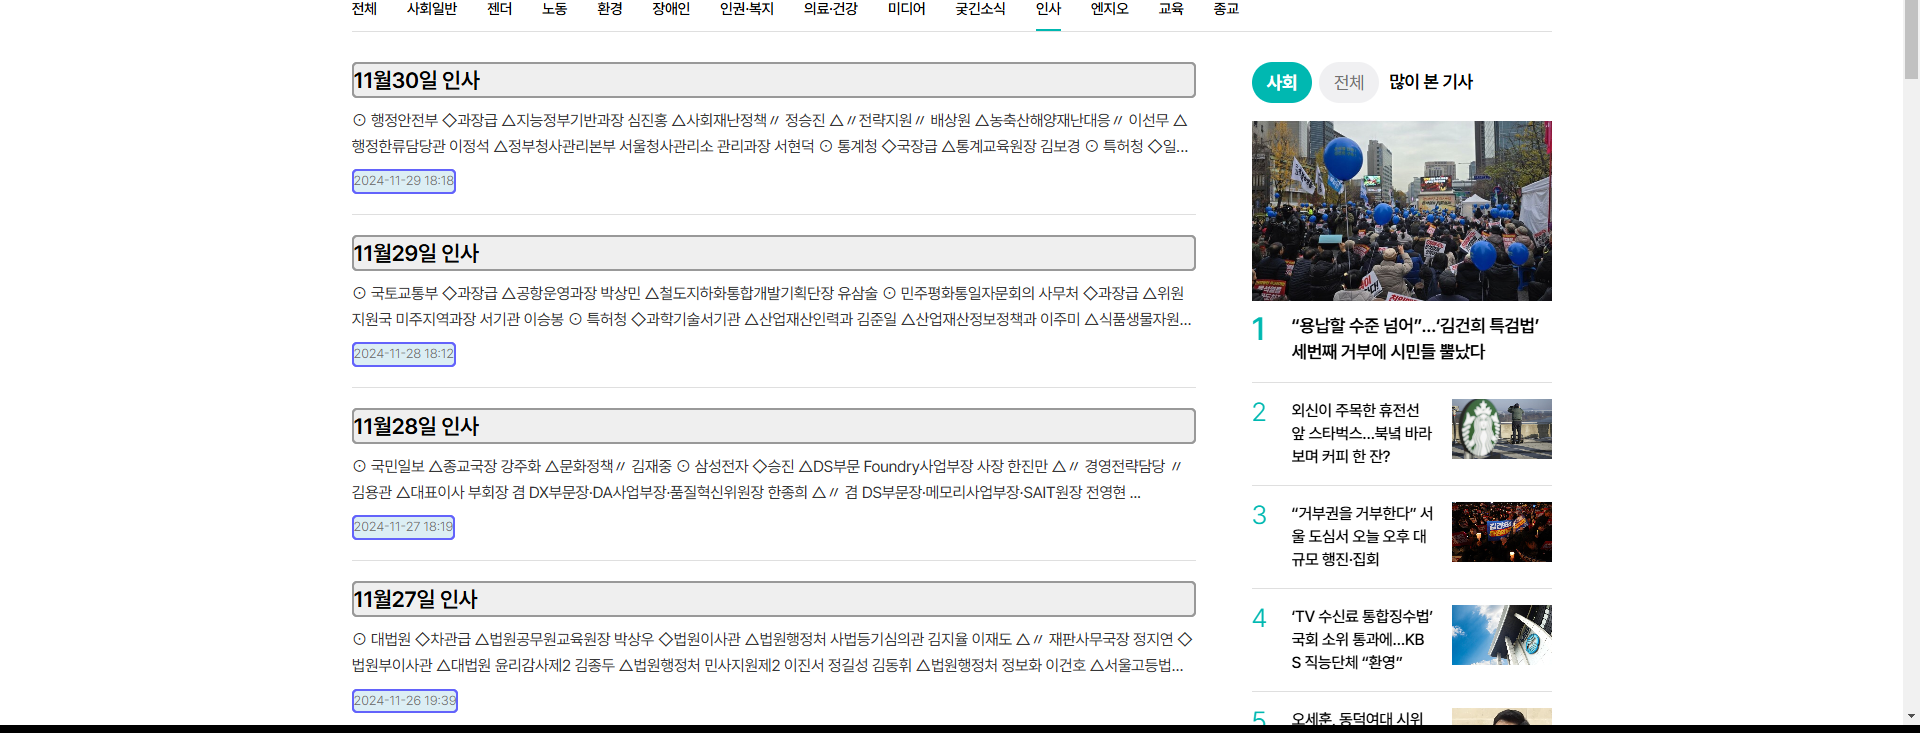 전체 사회일반 젠더 노동 환경 장애인 인권·복지 의료·건강 미디어 궂긴소식 인사 엔지오 교육 종교
11월30일 인사
⊙ 행정안전부 ◇과장급 △지능정부기반과장 심진홍 △사회재난정책〃 정승진 △〃전략지원〃 배상원 △농축산해양재난대응〃 이선무 △
행정한류담당관 이정석 △정부청사관리본부 서울청사관리소 관리과장 서현덕 ⊙ 통계청 ◇국장급 △통계교육원장 김보경 ⊙ 특허청 ◇일...
2024-11-29 18:18
11월29일 인사
⊙ 국토교통부 ◇과장급 △공항운영과장 박상민 △철도지하화통합개발기획단장 유삼술 ⊙ 민주평화통일자문회의 사무처 ◇과장급 △위원
지원국 미주지역과장 서기관 이승봉 ⊙ 특허청 ◇과학기술서기관 △산업재산인력과 김준일 △산업재산정보정책과 이주미 △식품생물자원...
2024-11-28 18:12
11월28일 인사
⊙ 국민일보 △종교국장 강주화 △문화정책〃 김재중 ⊙ 삼성전자 ◇승진 △DS부문 Foundry사업부장 사장 한진만 △〃 경영전략담당 〃
김용관 △대표이사 부회장 겸 DX부문장·DA사업부장·품질혁신위원장 한종희 △〃 겸 DS부문장·메모리사업부장·SAIT원장 전영현 ...
2024-11-27 18:19
11월27일 인사
⊙ 대법원 ◇차관급 △법원공무원교육원장 박상우 ◇법원이사관 △법원행정처 사법등기심의관 김지율 이재도 △〃 재판사무국장 정지연 ◇
법원부이사관 △대법원 윤리감사제2 김종두 △법원행정처 민사지원제2 이진서 정길성 김동휘 △법원행정처 정보화 이건호 △서울고등법...
2024-11-26 19:39
사회 전체 많이 본 기사
1 “용납할 수준 넘어”…‘김건희 특검법’
세번째 거부에 시민들 뿔났다
2 외신이 주목한 휴전선
앞 스타벅스…북녘 바라
보며 커피 한 잔?
3 “거부권을 거부한다” 서
울 도심서 오늘 오후 대
규모 행진·집회
4 ‘TV 수신료 통합징수법’
국회 소위 통과에…KB
S 직능단체 “환영”
5 오세훈, 동덕여대 시위